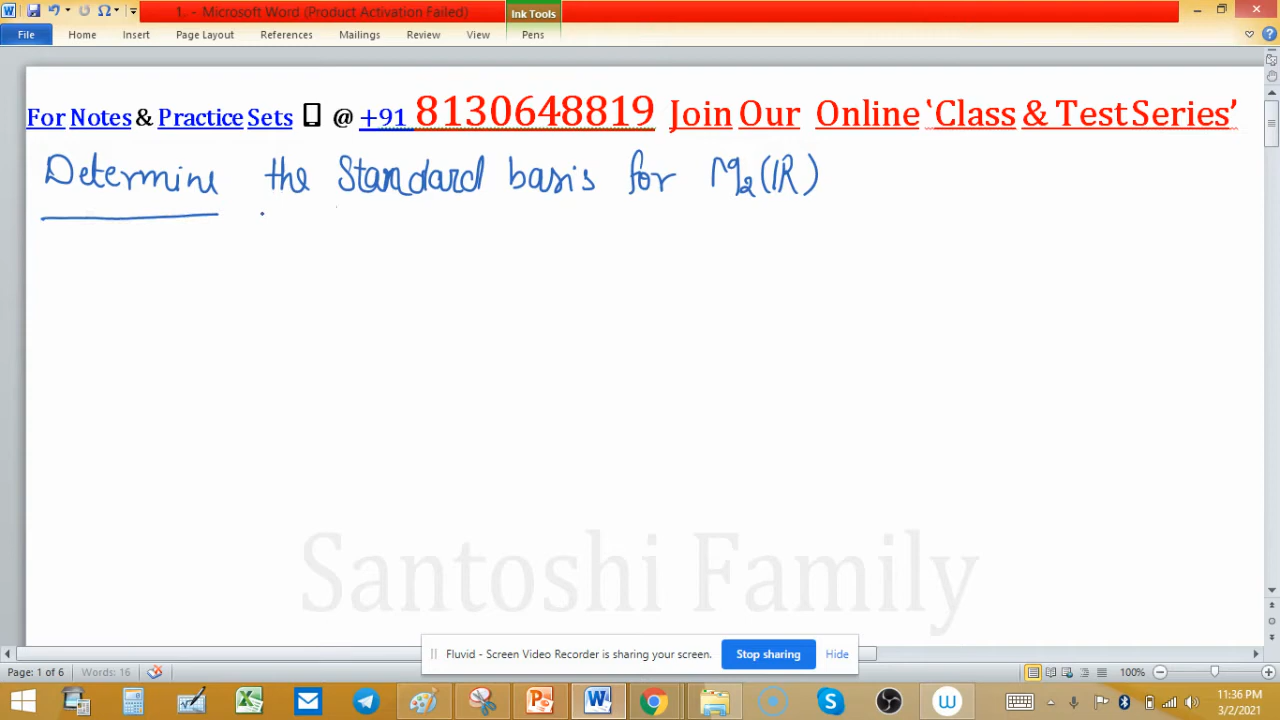 1. - Microsoft Word (Product Activation Failed)
Ink Tools
File Home Insert Page Layout References Mailings Review View Pens
For Notes & Practice Sets @ +91 8130648819 Join Our Online ‘Class & Test Series’
Determine the Standard basis for M₂(IR)
Santoshi Family
Fluvid - Screen Video Recorder is sharing your screen. Stop sharing Hide
Page: 1 of 6 Words: 16 100%
11:36 PM
3/2/2021